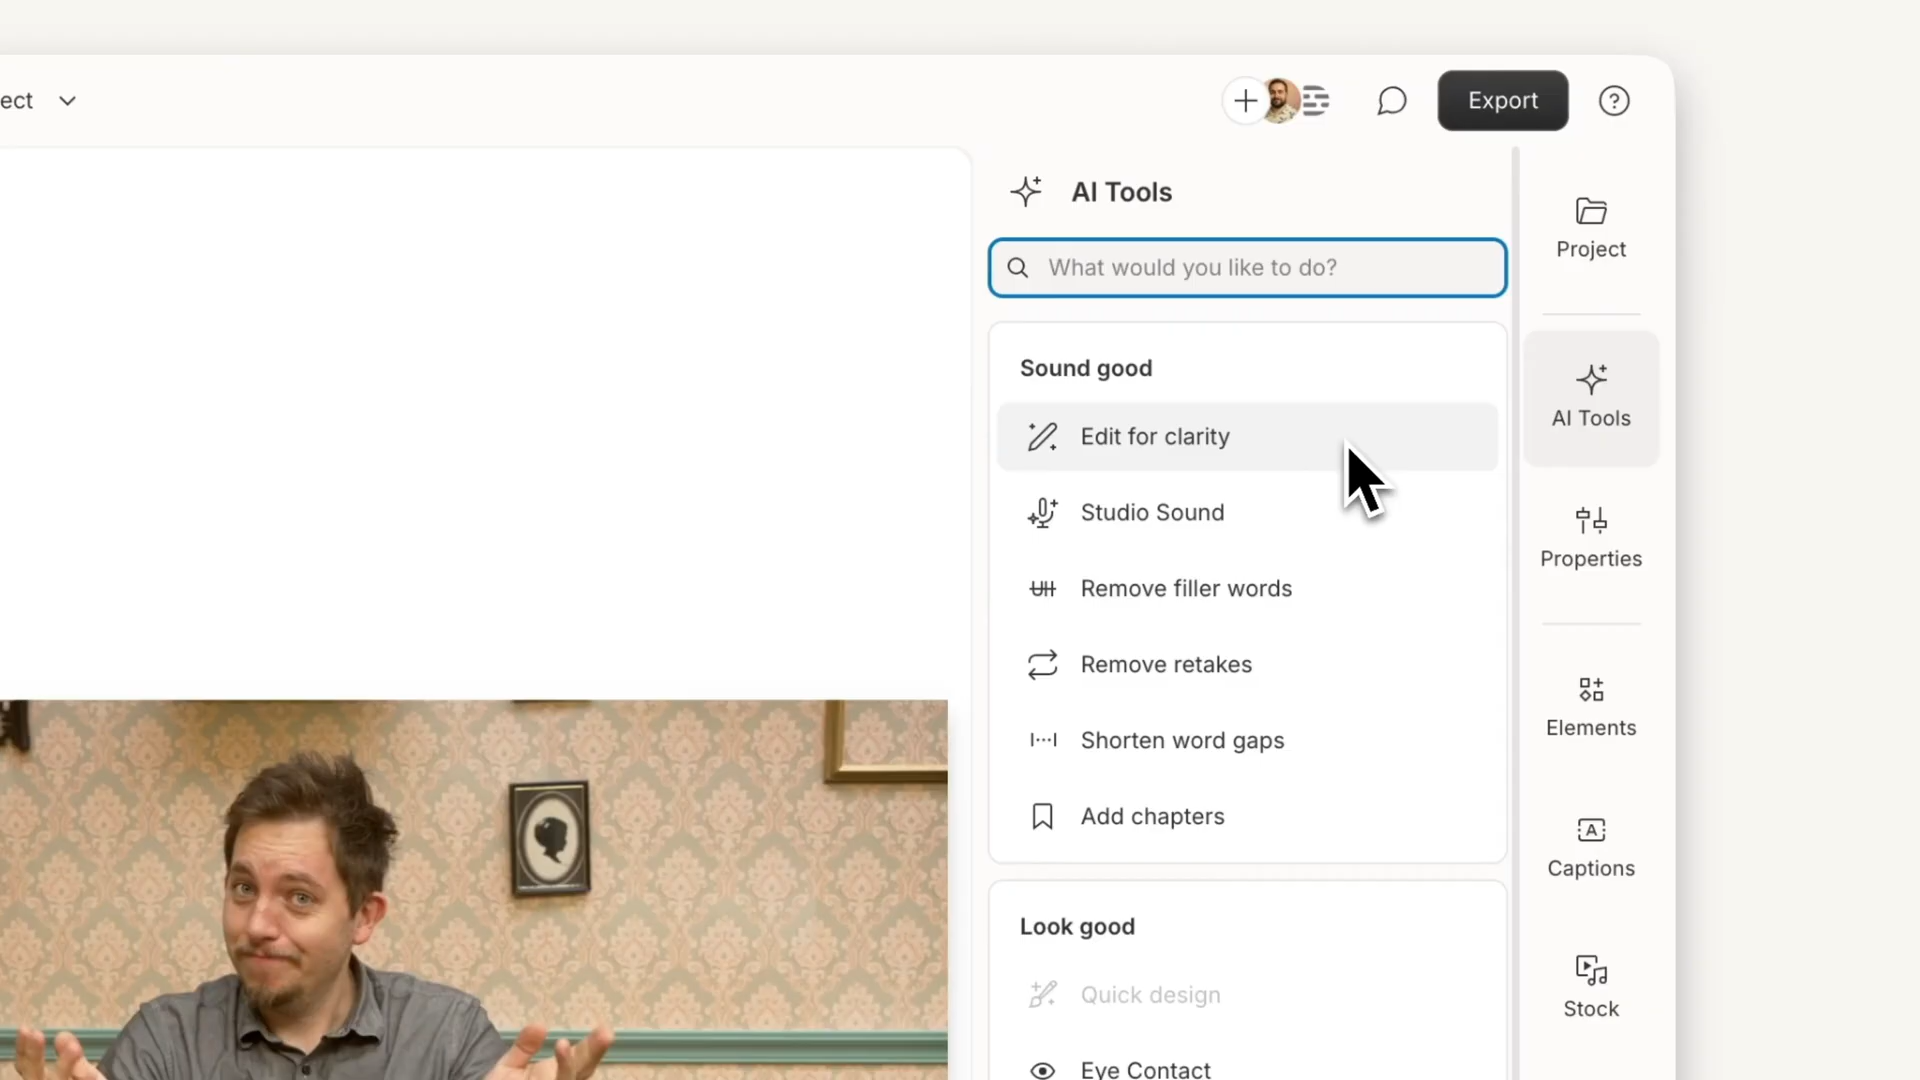 ect
Export
AI Tools
What would you like to do?
Sound good
Edit for clarity
Studio Sound
Remove filler words
Remove retakes
Shorten word gaps
Add chapters
Look good
Quick design
Eye Contact
Project
AI Tools
Properties
Elements
Captions
Stock